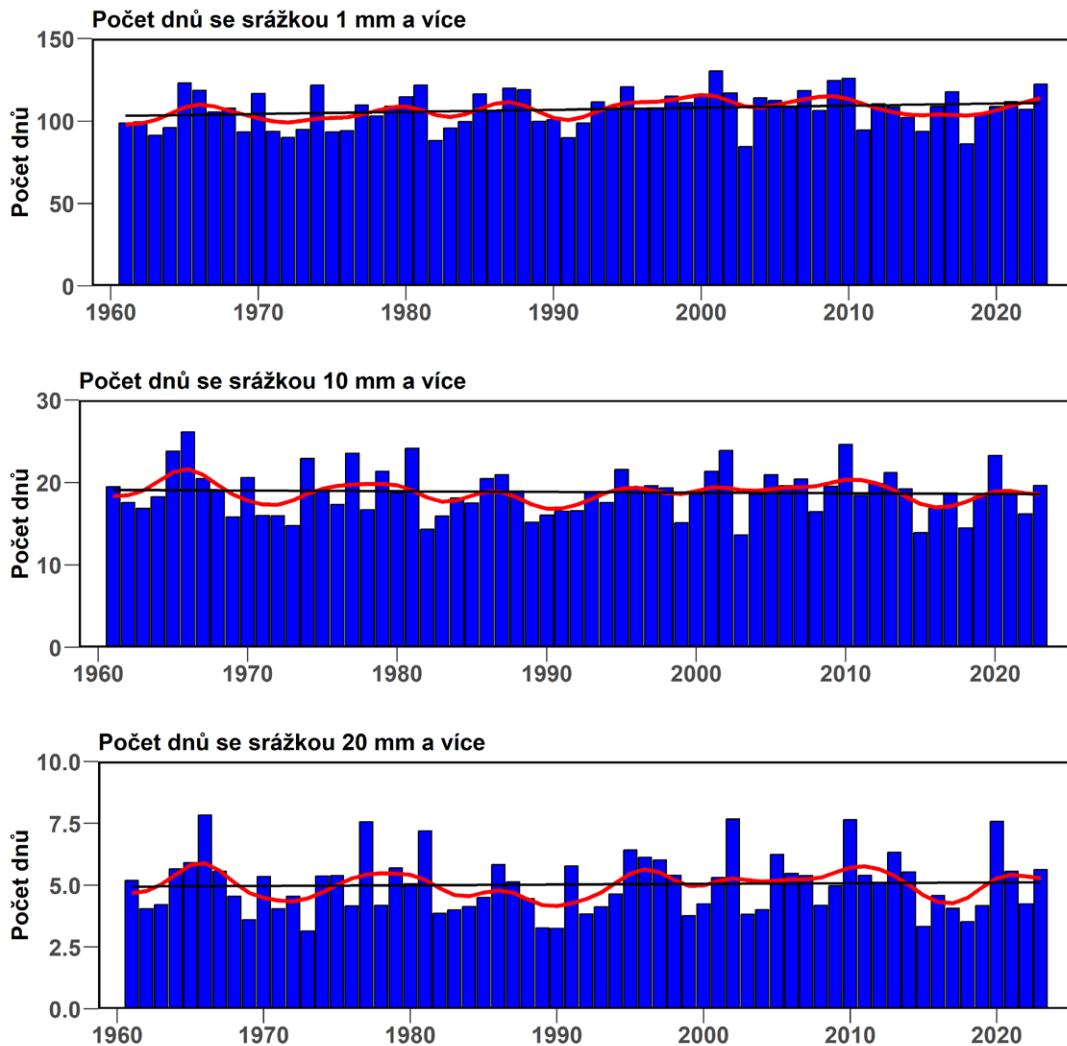 Počet dnů se srážkou 1 mm a více
150
100
50
0
Počet dnů
1960 1970 1980 1990 2000 2010 2020
Počet dnů se srážkou 10 mm a více
30
20
10
0
Počet dnů
1960 1970 1980 1990 2000 2010 2020
Počet dnů se srážkou 20 mm a více
10.0
7.5
5.0
2.5
0.0
Počet dnů
1960 1970 1980 1990 2000 2010 2020